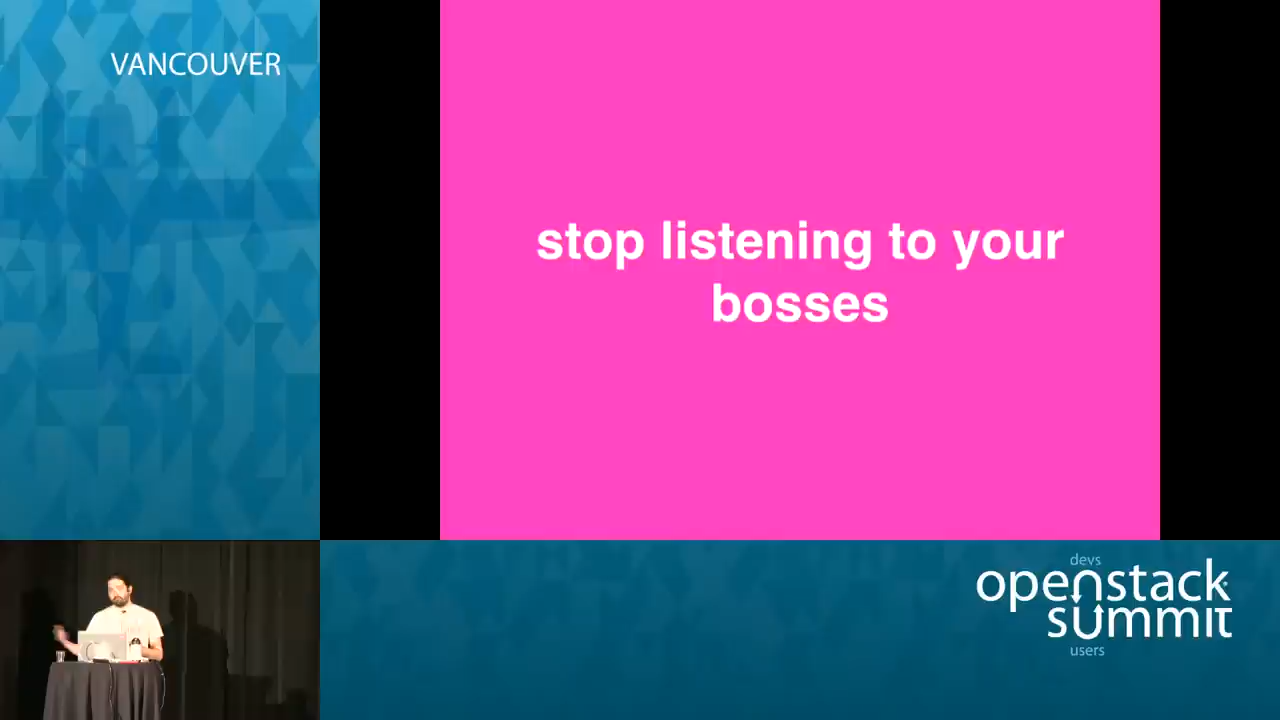 VANCOUVER
stop listening to your
bosses
devs
openstack
summit
users